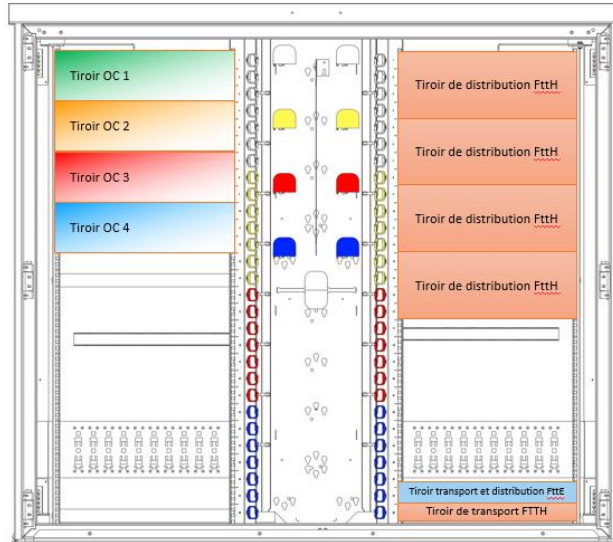 Tiroir OC 1
Tiroir OC 2
Tiroir OC 3
Tiroir OC 4
Tiroir de distribution FttH
Tiroir de distribution FttH
Tiroir de distribution FttH
Tiroir de distribution FttH
Tiroir transport et distribution FttE
Tiroir de transport FTTH